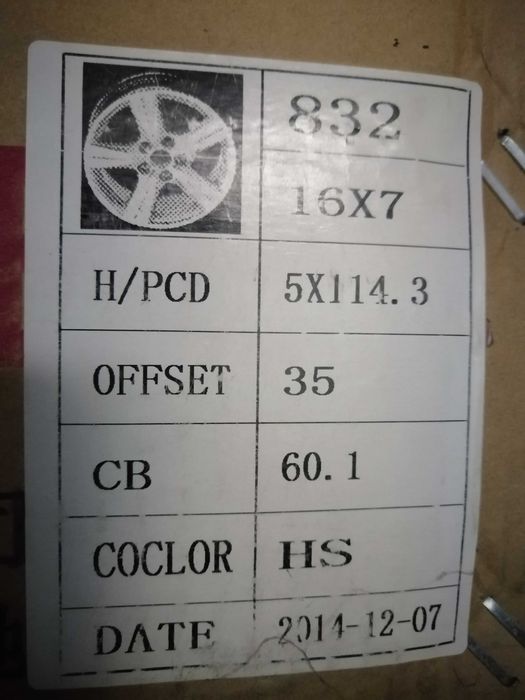 832
16X7
H/PCD 5X114.3
OFFSET 35
CB 60.1
COCLOR HS
DATE 2014-12-07